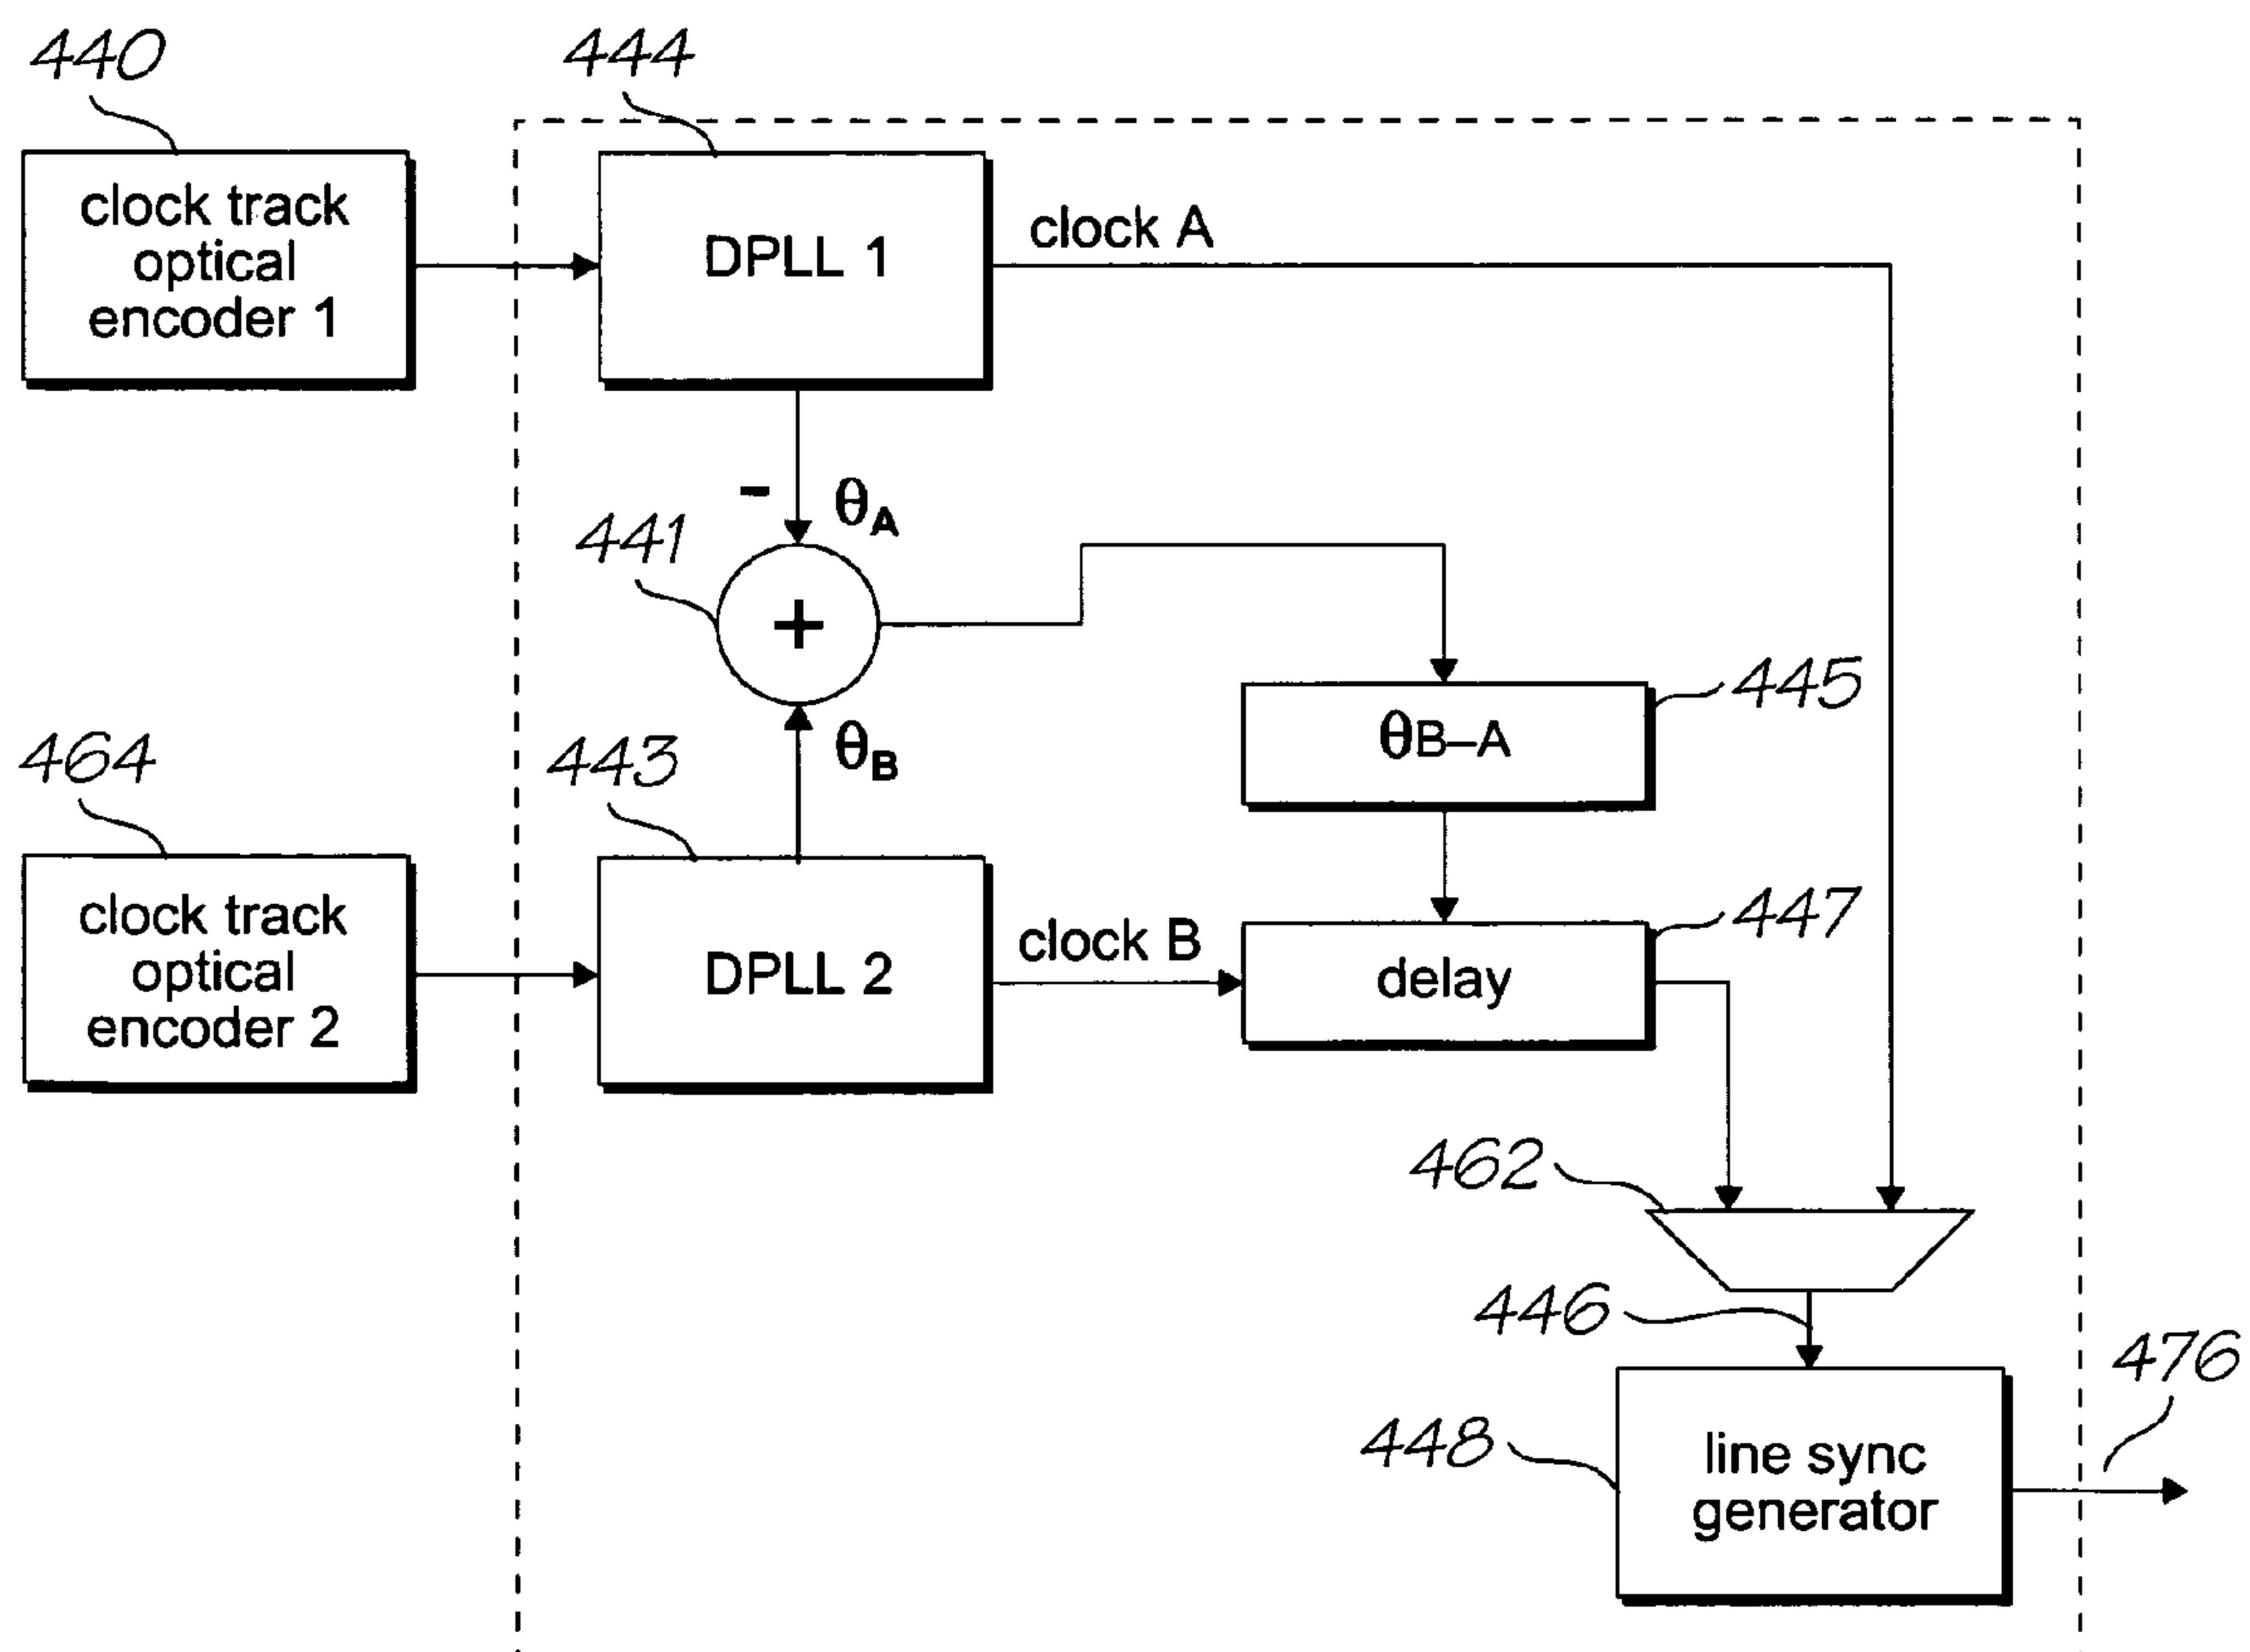 440
444
clock track
optical
encoder 1
DPLL 1
clock A
-
θA
441
+
θB
445
θB–A
464
443
clock track
optical
encoder 2
DPLL 2
clock B
447
delay
462
446
476
448
line sync
generator